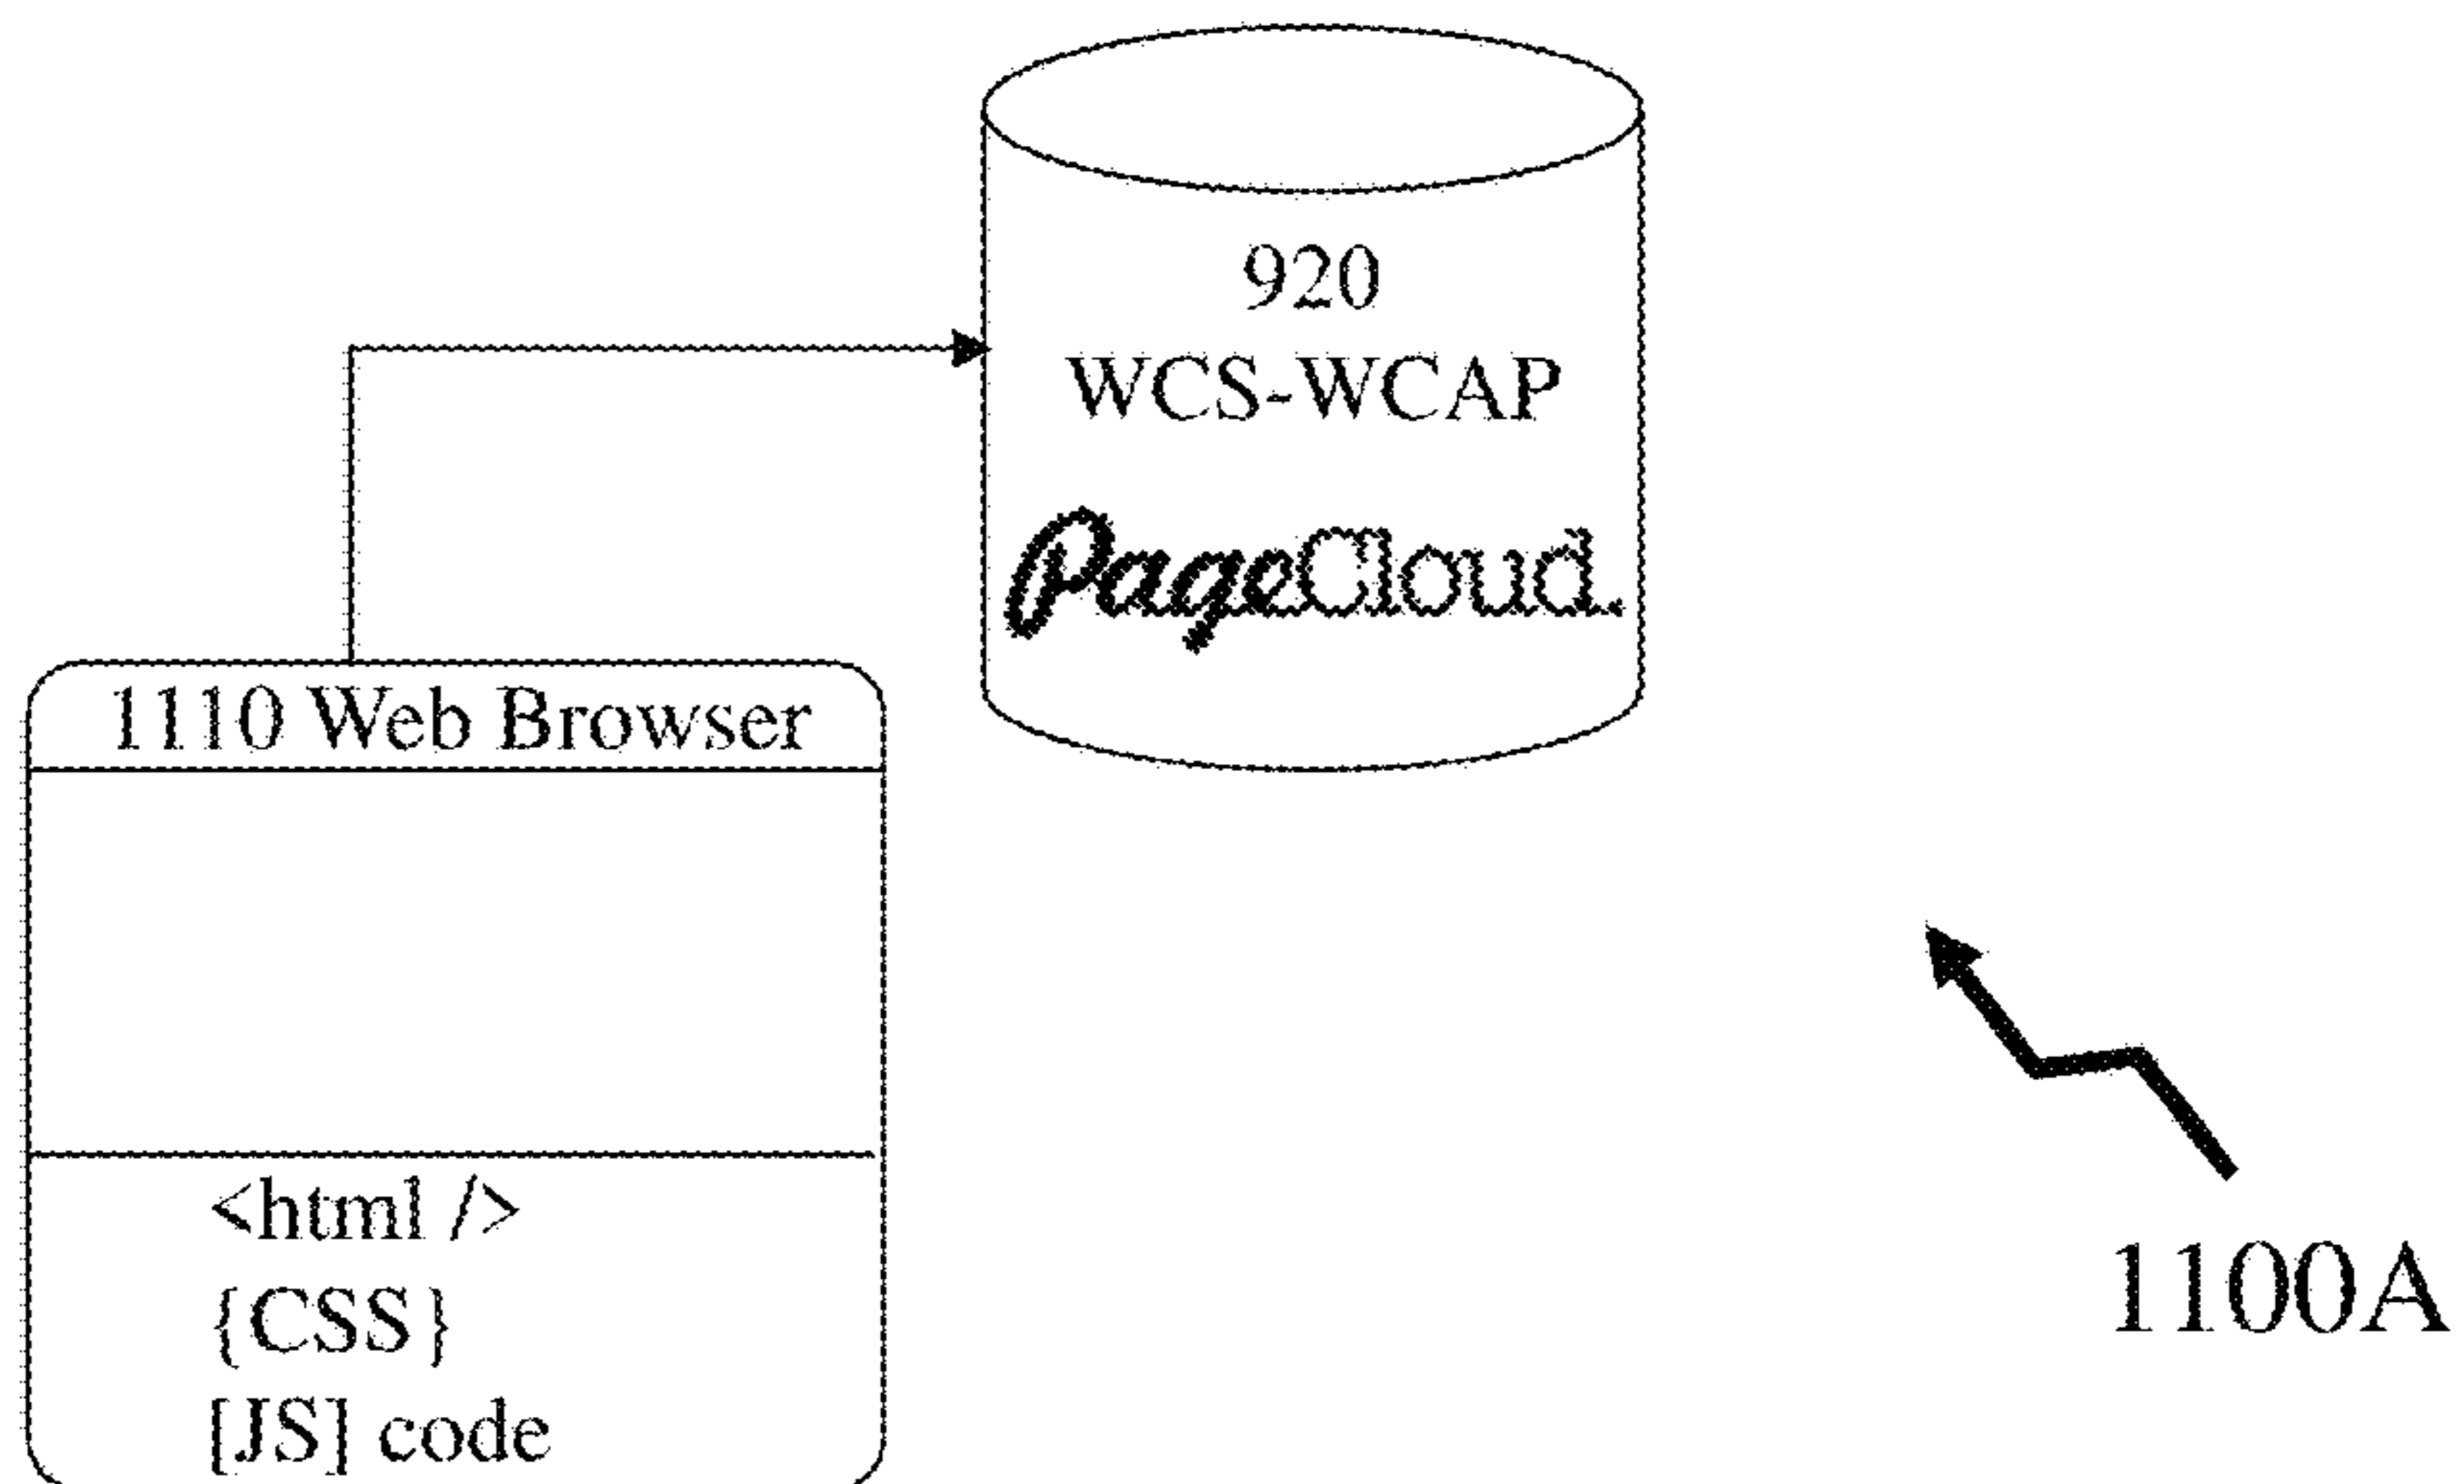 920
WCS-WCAP
PageCloud.
1110 Web Browser
<html />
{CSS}
[JS] code
1100A